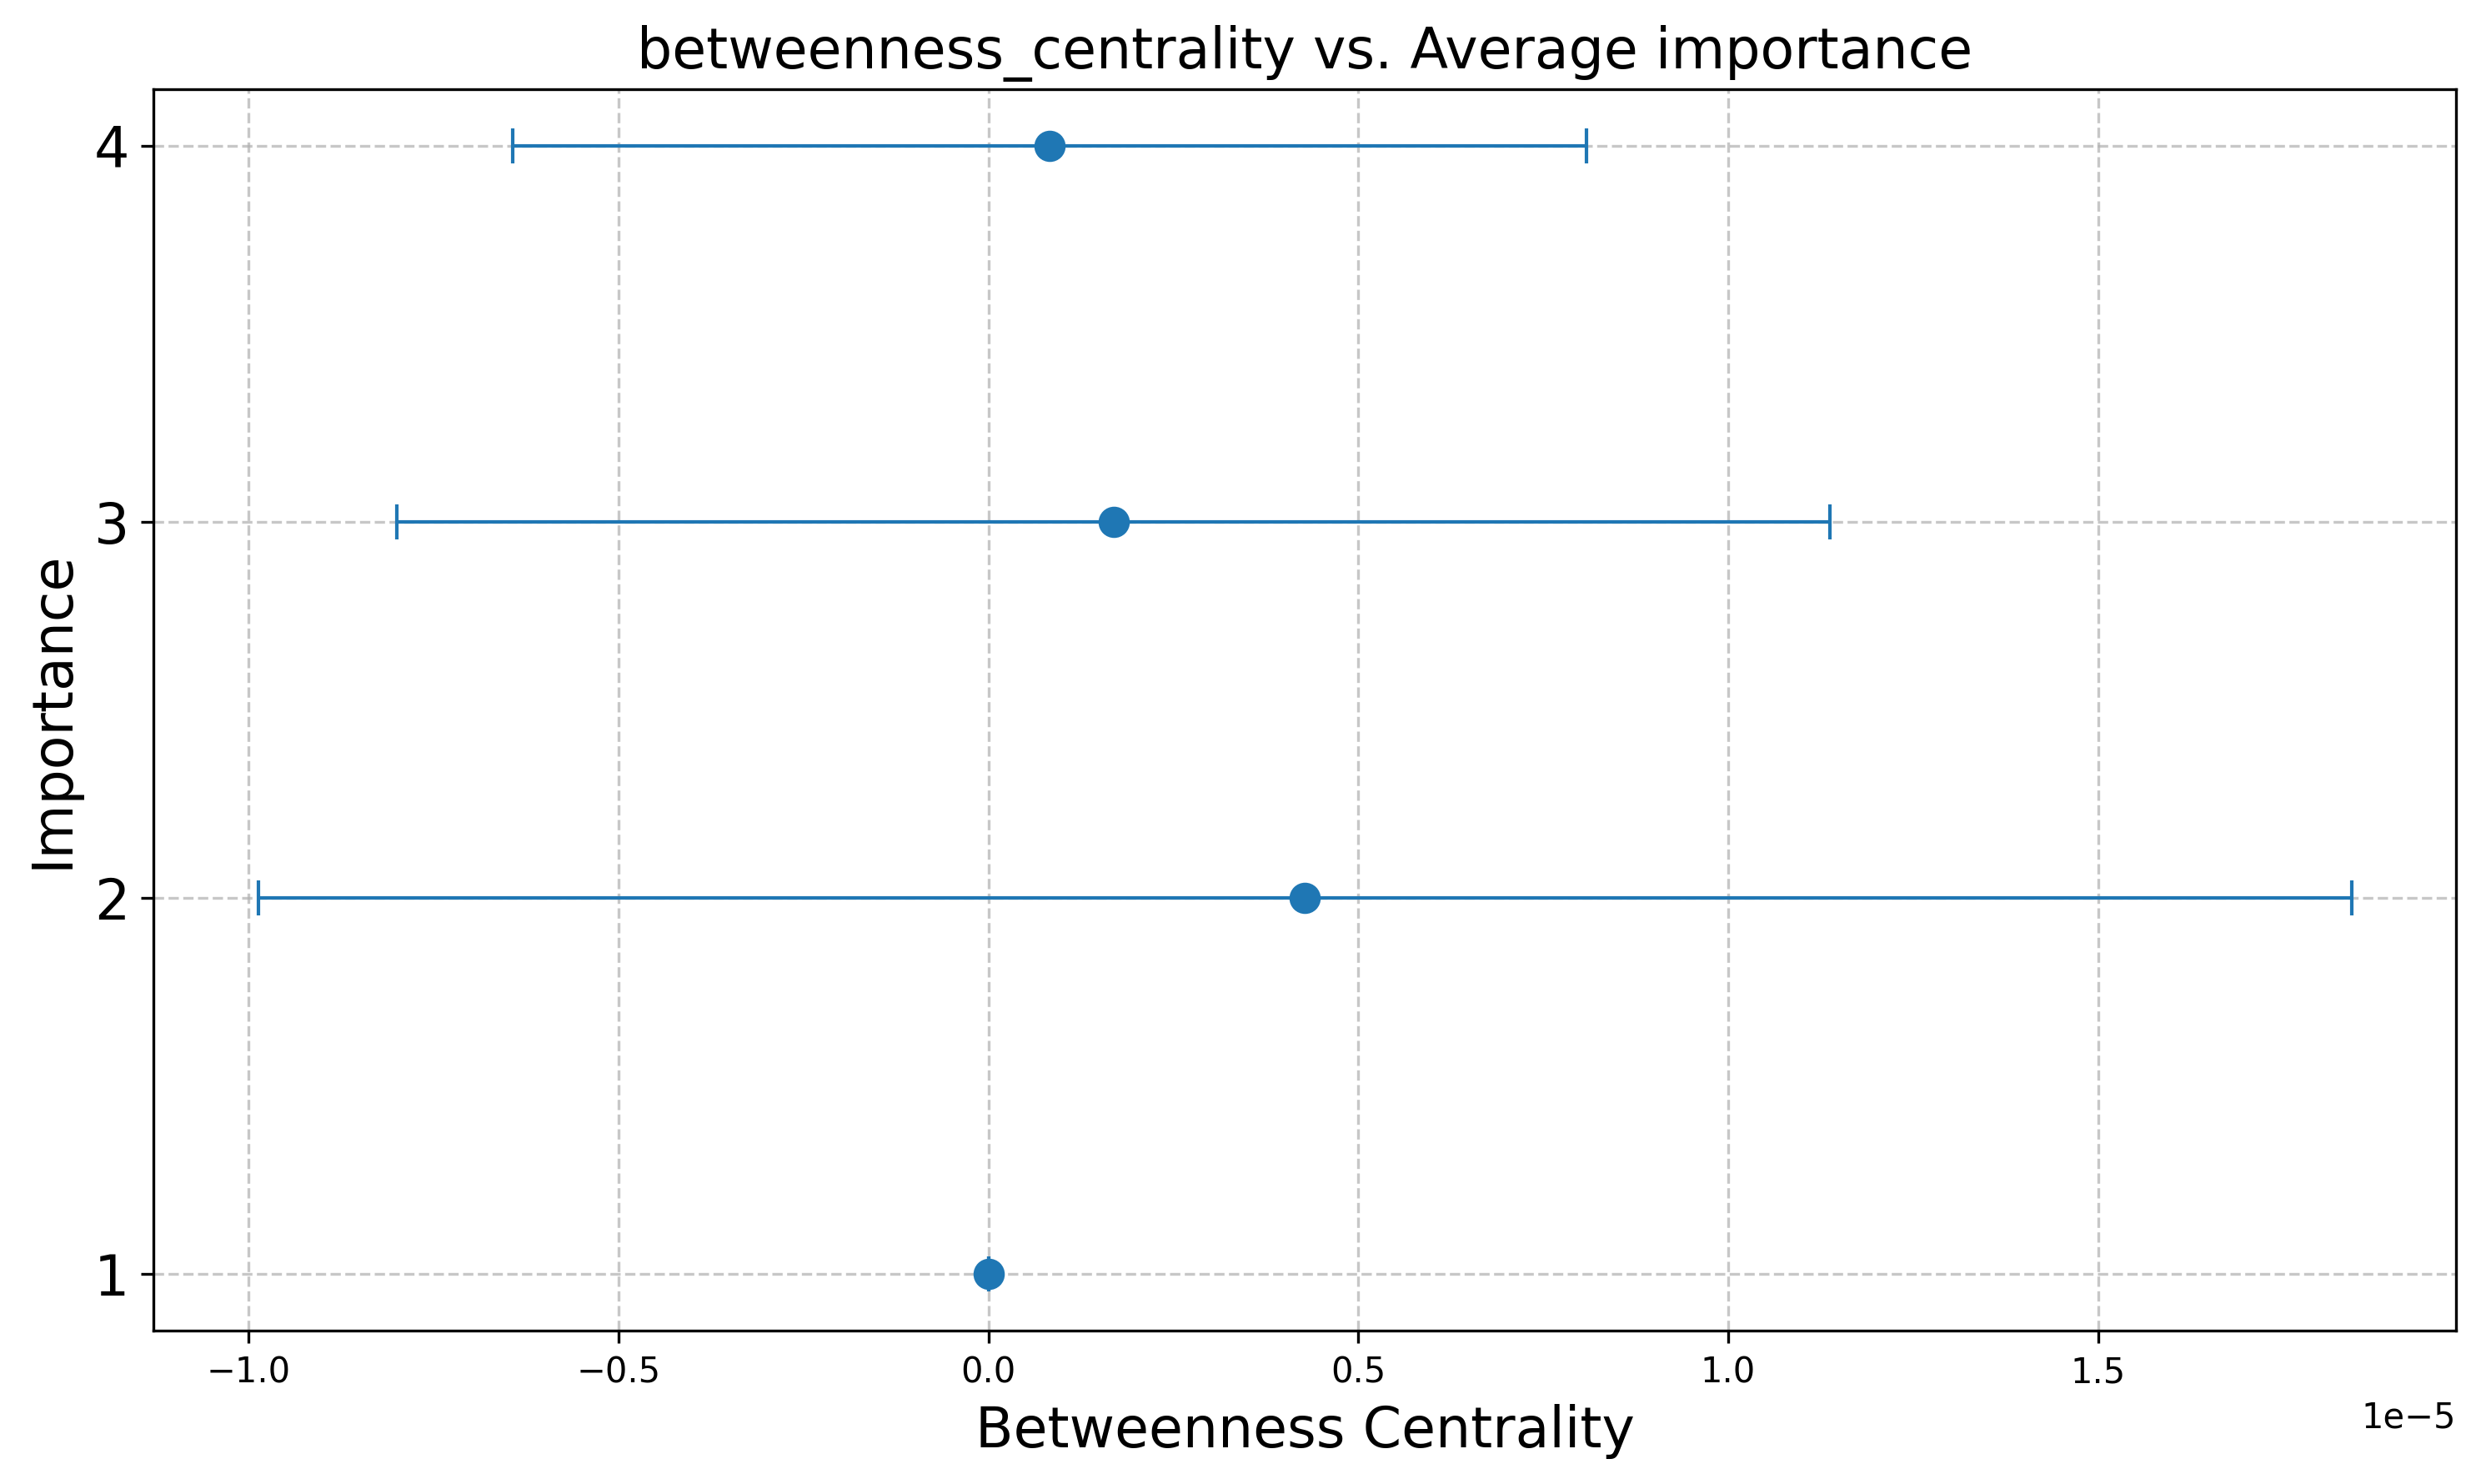 betweenness_centrality vs. Average importance
4
3
2
1
Importance
−1.0 −0.5 0.0 0.5 1.0 1.5
1e−5
Betweenness Centrality